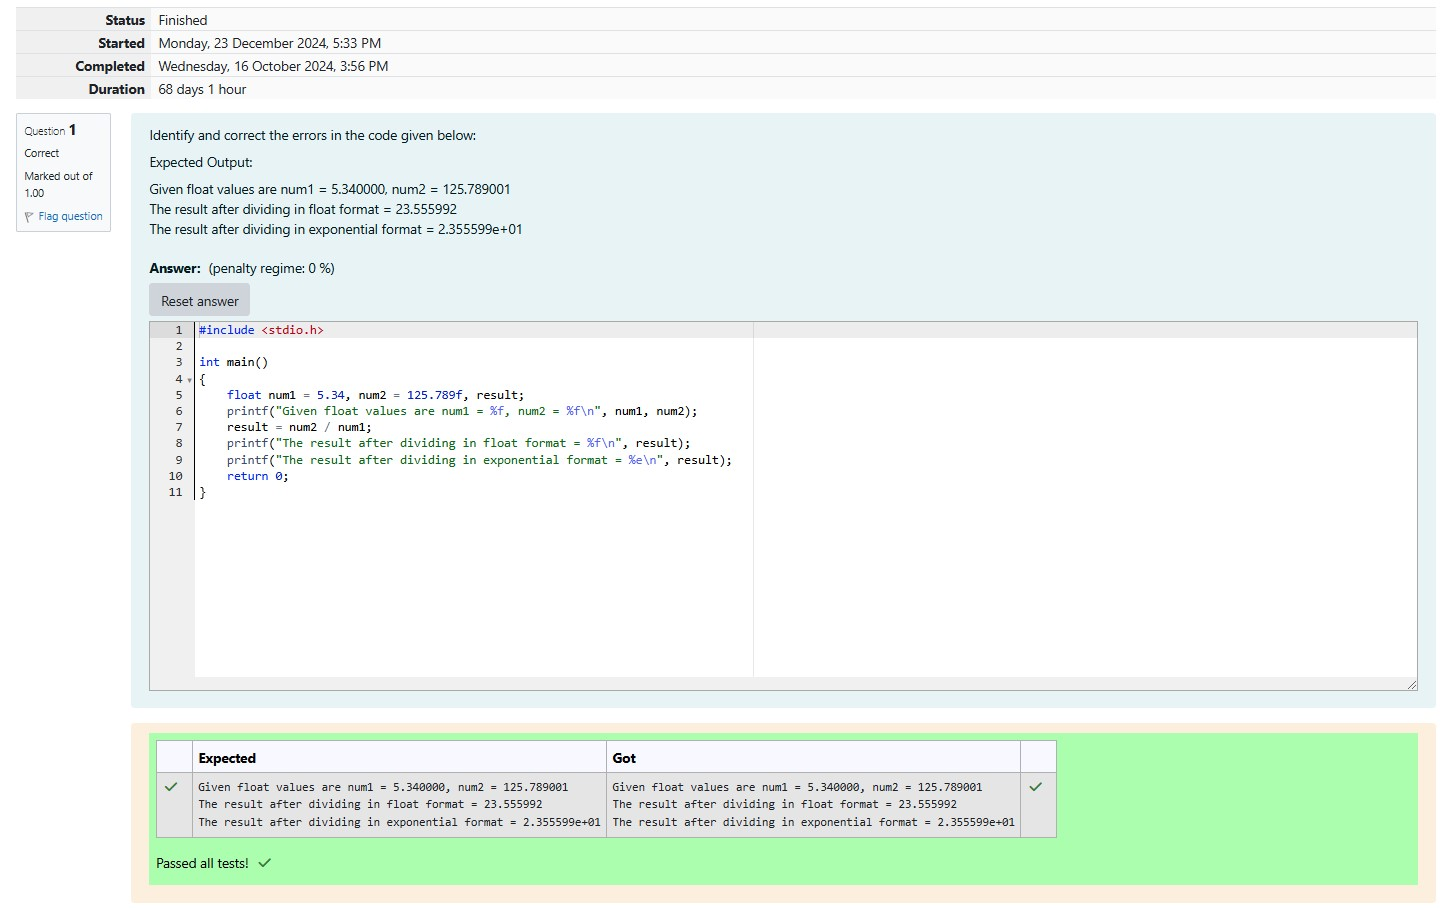 Status Finished
Started Monday, 23 December 2024, 5:33 PM
Completed Wednesday, 16 October 2024, 3:56 PM
Duration 68 days 1 hour
Question 1
Correct
Marked out of
1.00
Flag question
Identify and correct the errors in the code given below:
Expected Output:
Given float values are num1 = 5.340000, num2 = 125.789001
The result after dividing in float format = 23.555992
The result after dividing in exponential format = 2.355599e+01
Answer: (penalty regime: 0 %)
Reset answer
1 #include <stdio.h>
2
3 int main()
4 {
5 float num1 = 5.34, num2 = 125.789f, result;
6 printf("Given float values are num1 = %f, num2 = %f\n", num1, num2);
7 result = num2 / num1;
8 printf("The result after dividing in float format = %f\n", result);
9 printf("The result after dividing in exponential format = %e\n", result);
10 return 0;
11 }
Expected Got
Given float values are num1 = 5.340000, num2 = 125.789001 Given float values are num1 = 5.340000, num2 = 125.789001
The result after dividing in float format = 23.555992 The result after dividing in float format = 23.555992
The result after dividing in exponential format = 2.355599e+01 The result after dividing in exponential format = 2.355599e+01
Passed all tests!